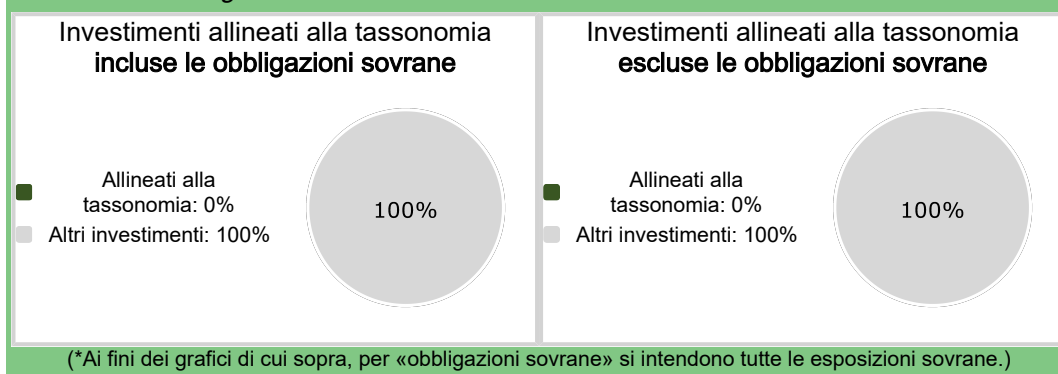 Investimenti allineati alla tassonomia
incluse le obbligazioni sovrane
Allineati alla
tassonomia: 0%
Altri investimenti: 100%
100%
Investimenti allineati alla tassonomia
escluse le obbligazioni sovrane
Allineati alla
tassonomia: 0%
Altri investimenti: 100%
100%
(*Ai fini dei grafici di cui sopra, per «obbligazioni sovrane» si intendono tutte le esposizioni sovrane.)